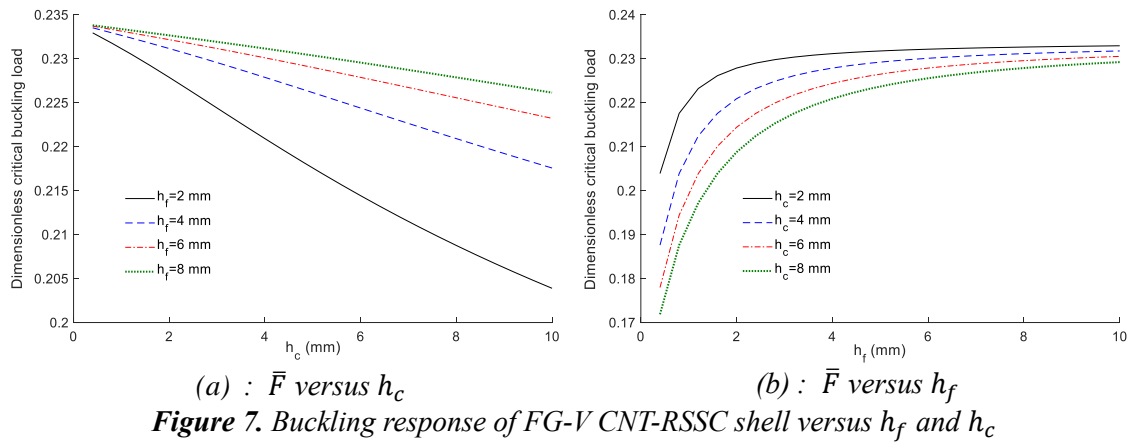 0.235
0.23
0.225
0.22
0.215
0.21
0.205
0.2
Dimensionless critical buckling load
h_f=2 mm
h_f=4 mm
h_f=6 mm
h_f=8 mm
0 2 4 6 8 10
h_c (mm)
0.24
0.23
0.22
0.21
0.2
0.19
0.18
0.17
Dimensionless critical buckling load
h_c=2 mm
h_c=4 mm
h_c=6 mm
h_c=8 mm
0 2 4 6 8 10
h_f (mm)
(a) : F̄ versus h_c
(b) : F̄ versus h_f
Figure 7. Buckling response of FG-V CNT-RSSC shell versus h_f and h_c